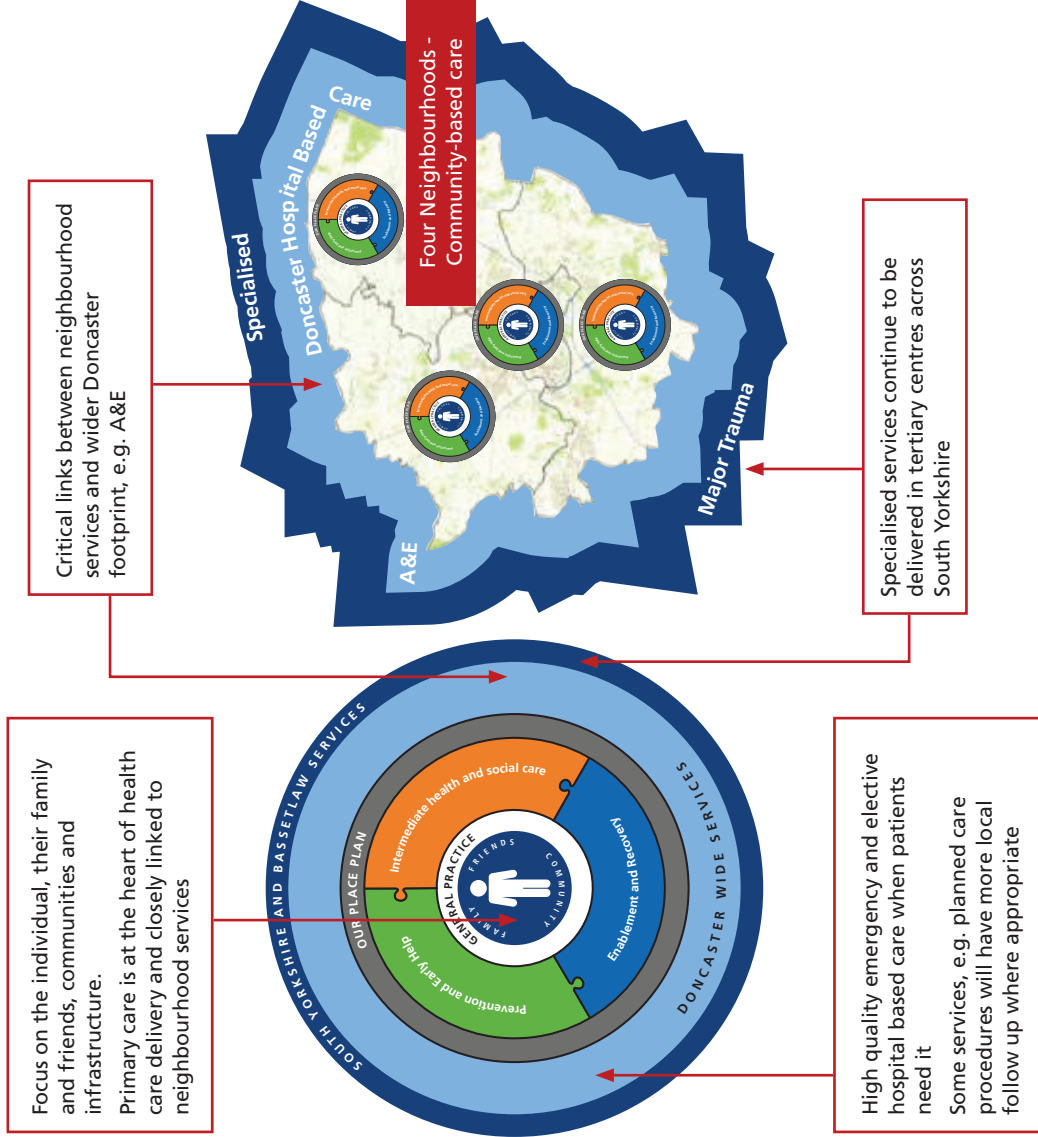 Focus on the individual, their family
and friends, communities and
infrastructure.
Primary care is at the heart of health
care delivery and closely linked to
neighbourhood services
Critical links between neighbourhood
services and wider Doncaster
footprint, e.g. A&E
SOUTH YORKSHIRE AND BASSETLAW SERVICES
OUR PLACE PLAN
Prevention and Early Help
Intermediate health and social care
GENERAL PRACTICE
FAMILY FRIENDS COMMUNITY
Enablement and Recovery
DONCASTER WIDE SERVICES
Specialised
Doncaster Hospital Based Care
A&E
Four Neighbourhoods -
Community-based care
Major Trauma
High quality emergency and elective
hospital based care when patients
need it
Some services, e.g. planned care
procedures will have more local
follow up where appropriate
Specialised services continue to be
delivered in tertiary centres across
South Yorkshire